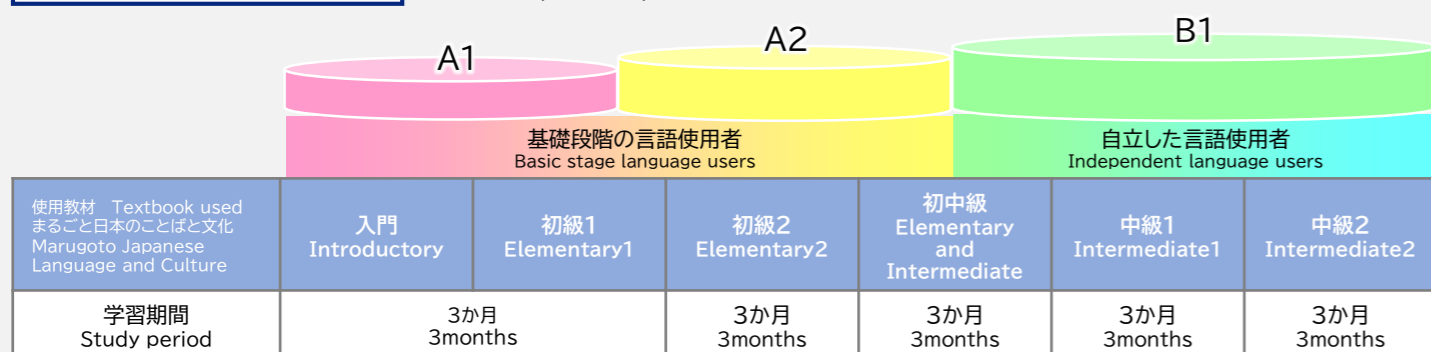 A1
A2
B1
基礎段階の言語使用者
Basic stage language users
自立した言語使用者
Independent language users
使用教材　Textbook used
まるごと日本のことばと文化
Marugoto Japanese
Language and Culture
入門
Introductory
初級1
Elementary1
初級2
Elementary2
初中級
Elementary
and
Intermediate
中級1
Intermediate1
中級2
Intermediate2
学習期間
Study period
3か月
3months
3か月
3months
3か月
3months
3か月
3months
3か月
3months